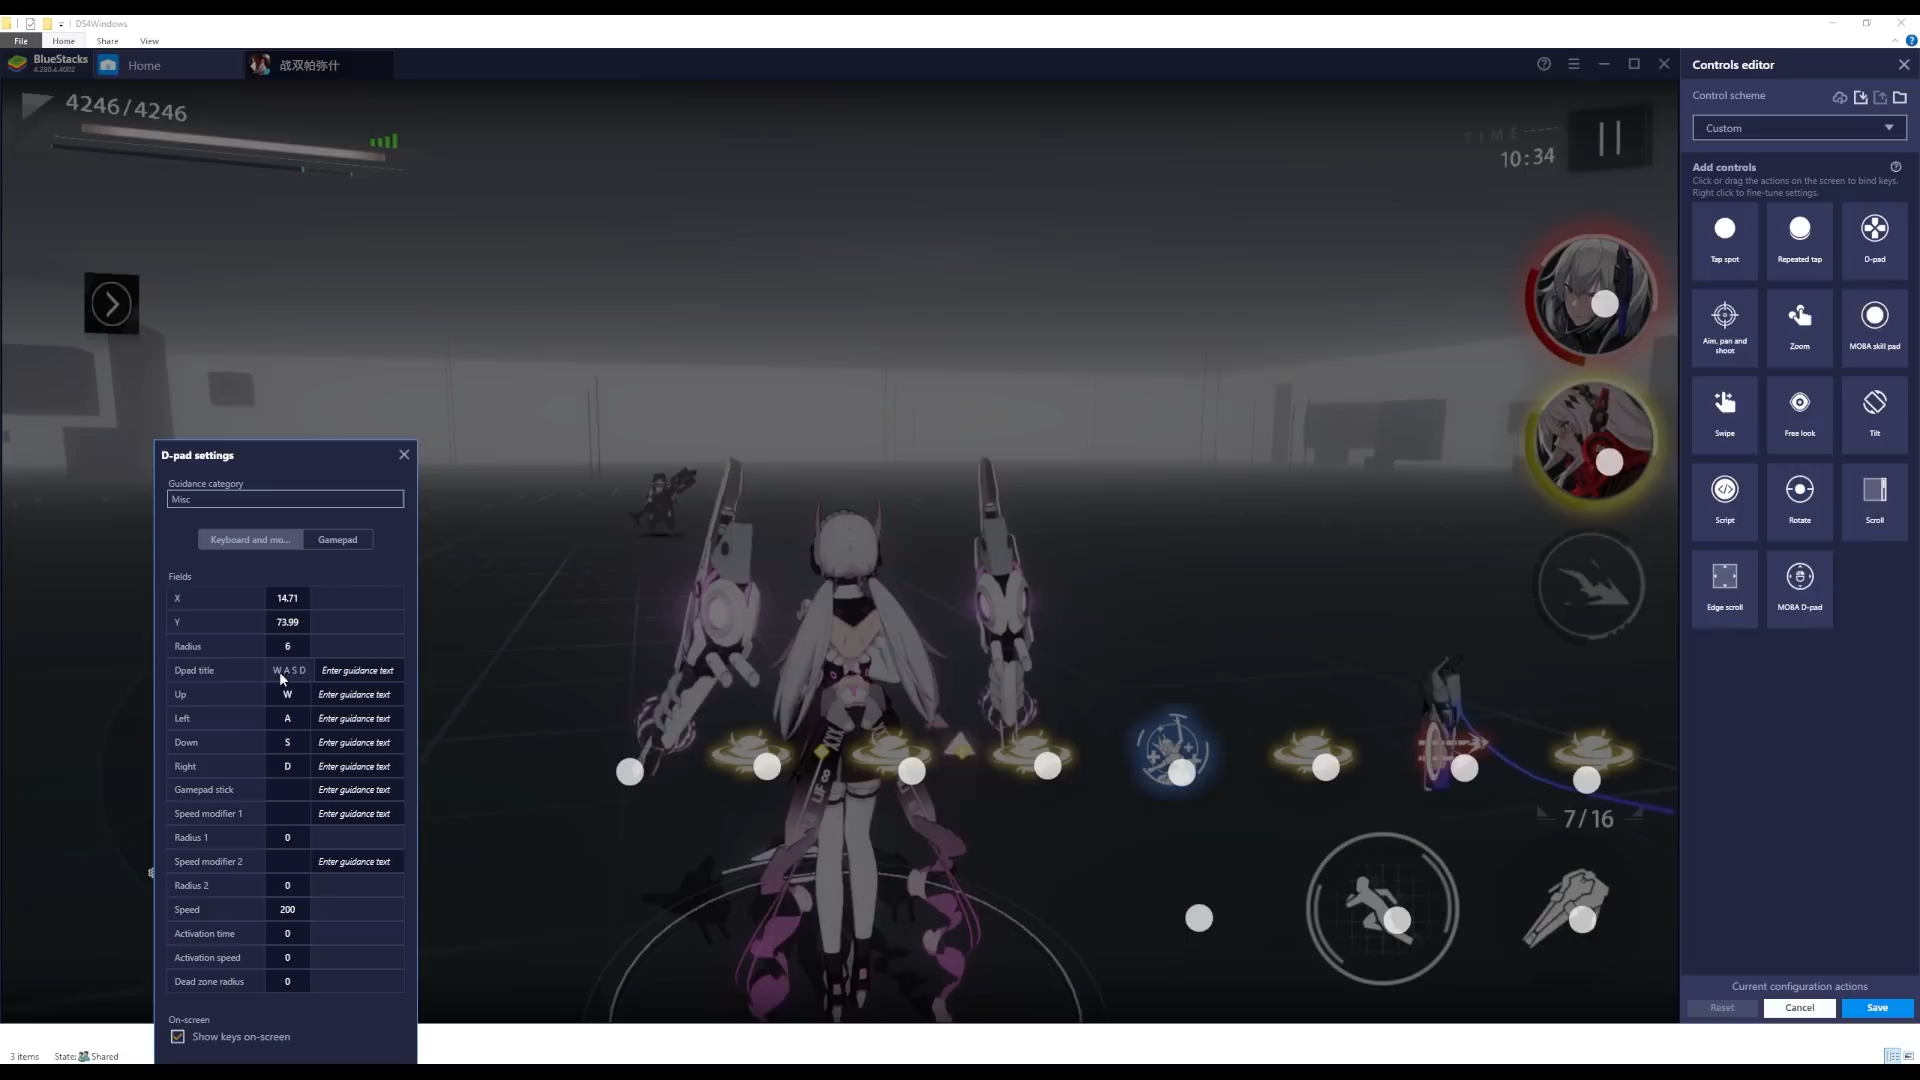 DS4Windows
File Home Share View
BlueStacks
4.280.4.4002
Home
战双帕弥什
4246/4246
TIME
10:34
7/16
D-pad settings
Guidance category
Misc
Keyboard and mo...
Gamepad
Fields
X 14.71
Y 73.99
Radius 6
Dpad title W A S D Enter guidance text
Up W Enter guidance text
Left A Enter guidance text
Down S Enter guidance text
Right D Enter guidance text
Gamepad stick Enter guidance text
Speed modifier 1 Enter guidance text
Radius 1 0
Speed modifier 2 Enter guidance text
Radius 2 0
Speed 200
Activation time 0
Activation speed 0
Dead zone radius 0
On-screen
Show keys on-screen
Controls editor
Control scheme
Custom
Add controls
Click or drag the actions on the screen to bind keys.
Right click to fine-tune settings.
Tap spot
Repeated tap
D-pad
Aim, pan and
shoot
Zoom
MOBA skill pad
Swipe
Free look
Tilt
Script
Rotate
Scroll
Edge scroll
MOBA D-pad
Current configuration actions
Reset
Cancel
Save
3 items State: Shared